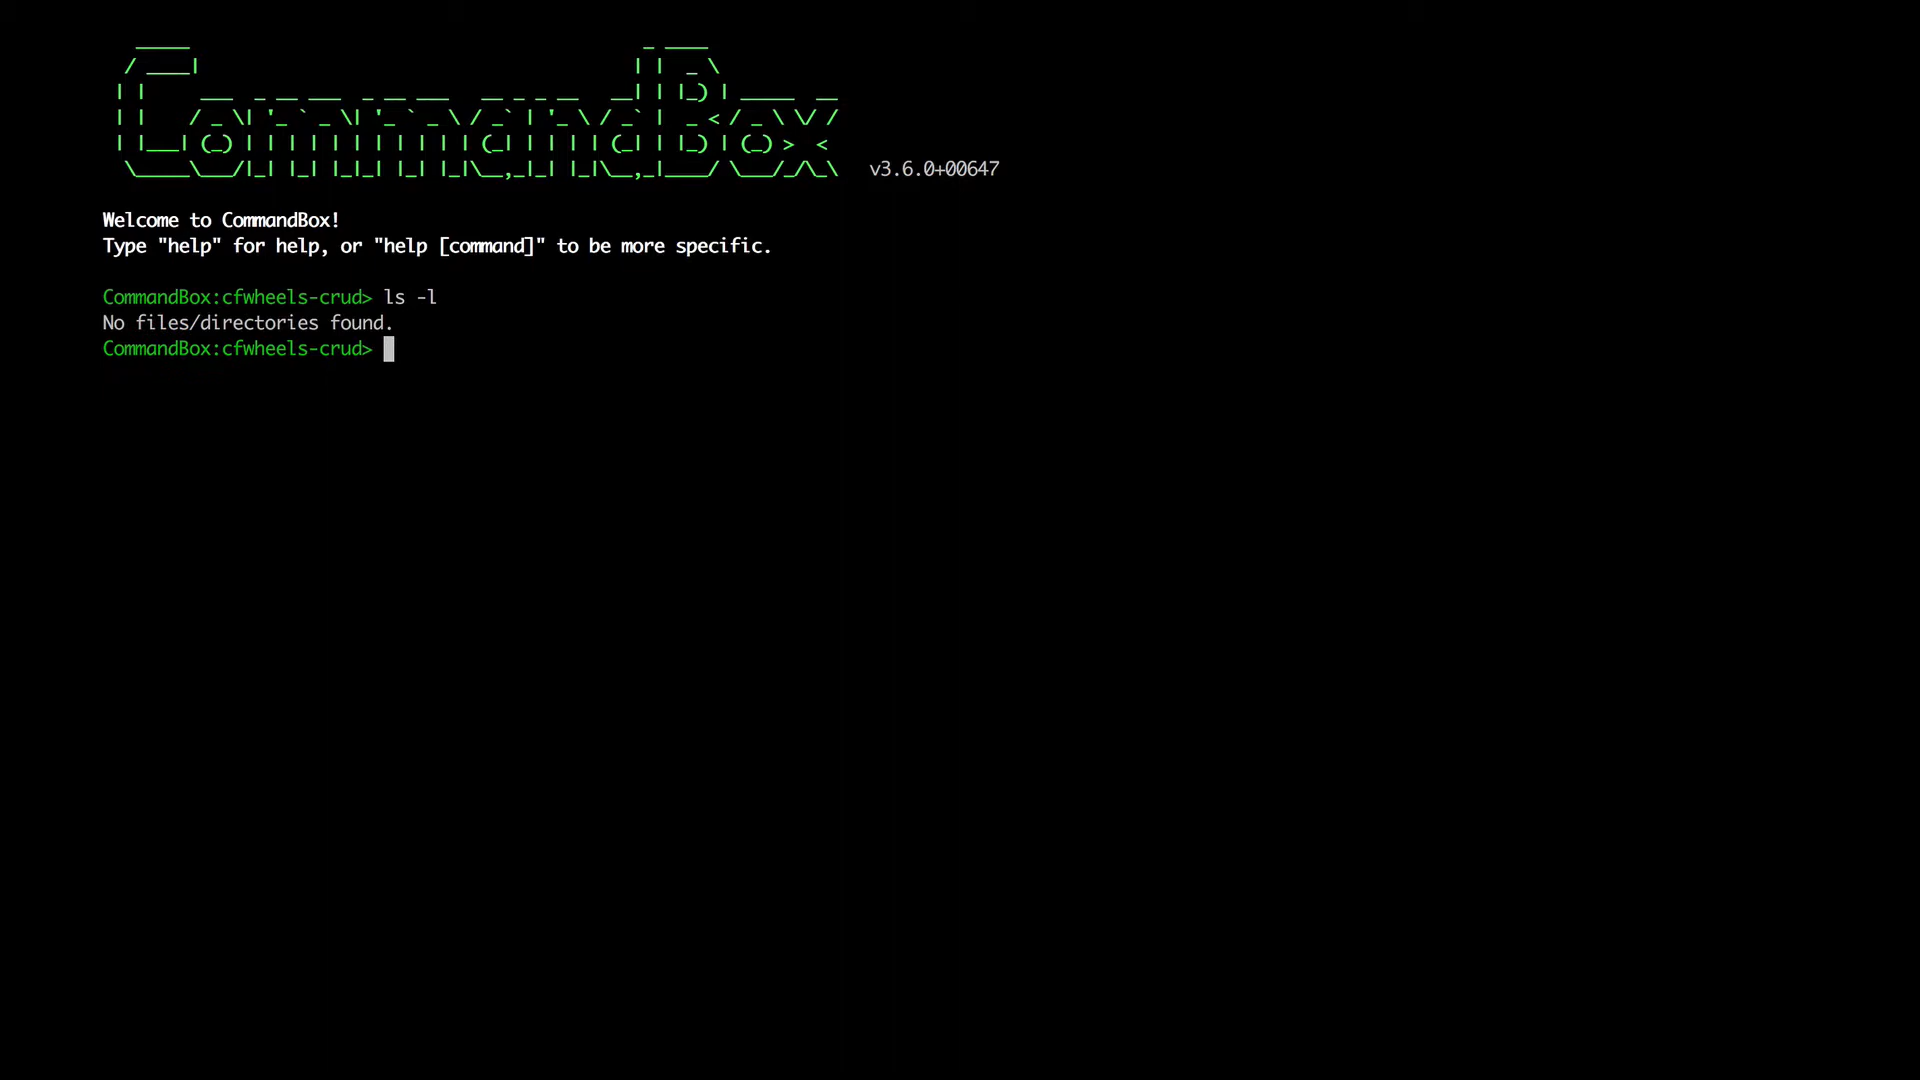 CommandBox v3.6.0+00647
Welcome to CommandBox!
Type "help" for help, or "help [command]" to be more specific.
CommandBox:cfwheels-crud> ls -l
No files/directories found.
CommandBox:cfwheels-crud>